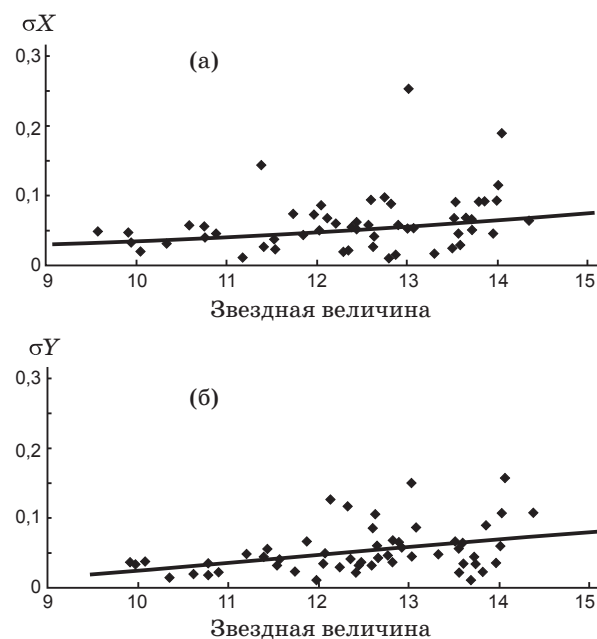 σX
0,3
(а)
0,2
0,1
0
9 10 11 12 13 14 15
Звездная величина
σY
0,3
(б)
0,2
0,1
0
9 10 11 12 13 14 15
Звездная величина